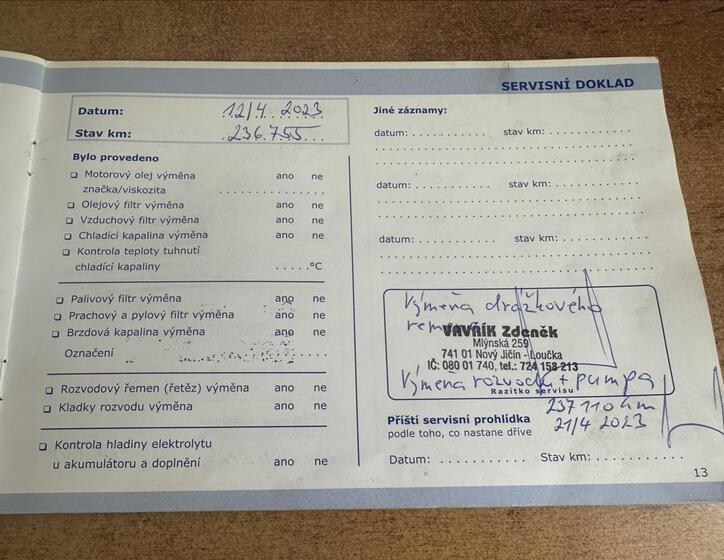 SERVISNÍ DOKLAD
Datum: 12/4 2023
Stav km: 236.755
Bylo provedeno
Motorový olej výměna ano ne
značka/viskozita ....................
Olejový filtr výměna ano ne
Vzduchový filtr výměna ano ne
Chladící kapalina výměna ano ne
Kontrola teploty tuhnutí
chladící kapaliny .....°C
Palivový filtr výměna ano ne
Prachový a pylový filtr výměna ano ne
Brzdová kapalina výměna ano ne
Označení ....................
Rozvodový řemen (řetěz) výměna ano ne
Kladky rozvodu výměna ano ne
Kontrola hladiny elektrolytu
u akumulátoru a doplnění ano ne
Jiné záznamy:
datum: ............ stav km: ............
datum: ............ stav km: ............
datum: ............ stav km: ............
Výměna drážkového
VAVŘÍK Zdeněk
Mlýnská 259
741 01 Nový Jičín - Loučka
IČ: 080 01 740, tel.: 724 158 213
Výměna rozvodu + pumpa
Razítko servisu
237 110 km
21/4 2023
Příští servisní prohlídka
podle toho, co nastane dříve
Datum: ............ Stav km: ............
13